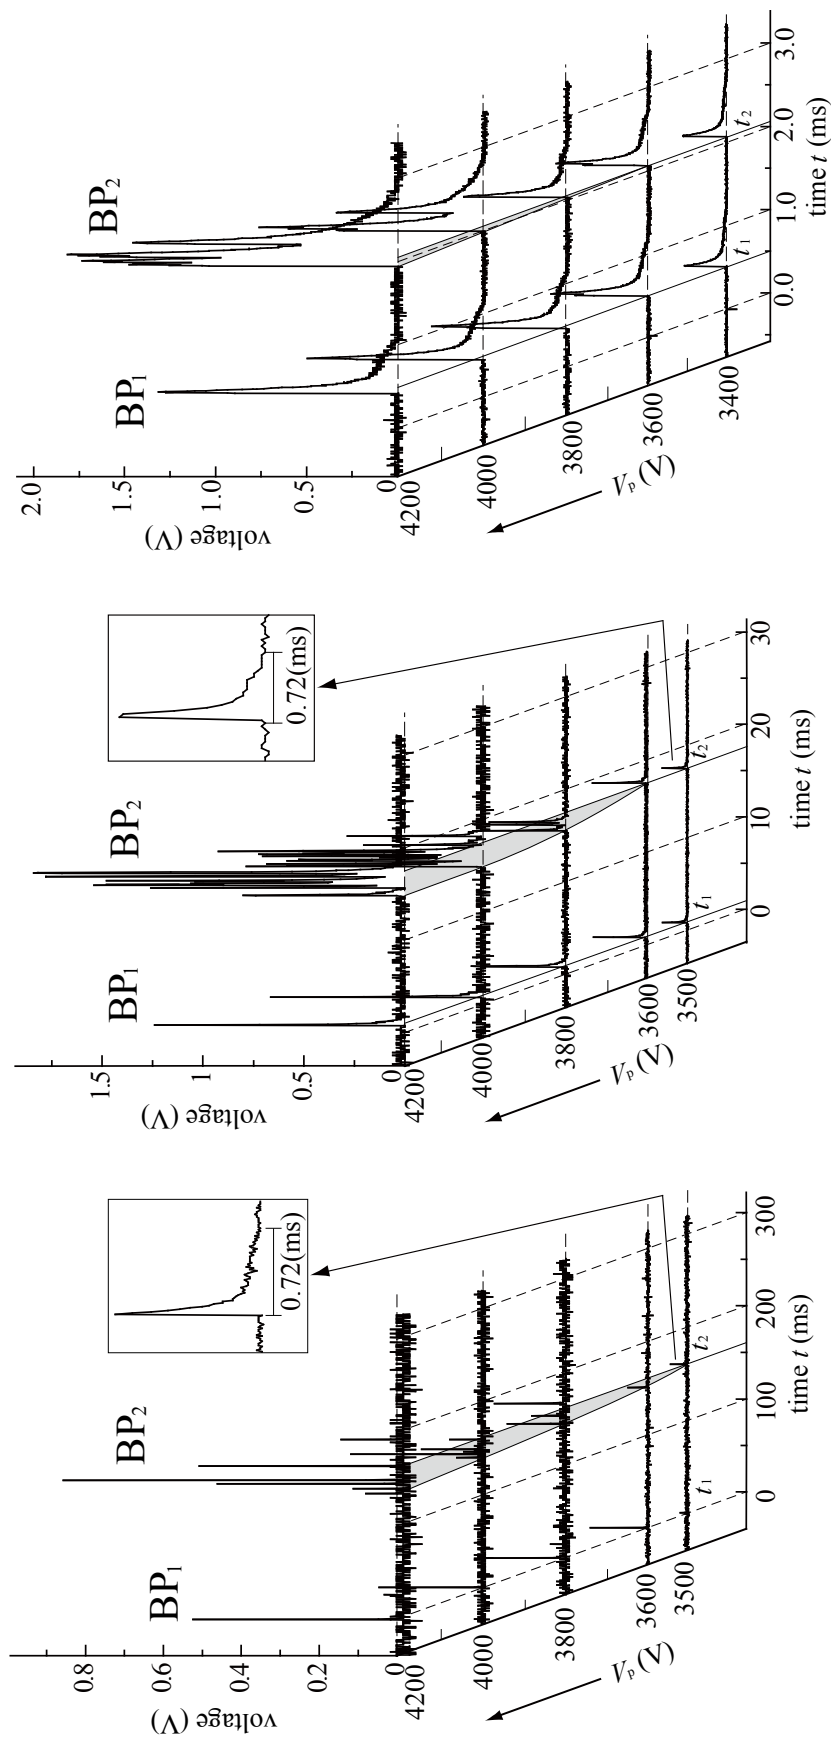 BP1
BP2
0.8
0.6
0.4
0.2
0
voltage
(V)
0.72(ms)
4200
4000
3800
3600
3500
Vp (V)
t1
t2
0
100
200
300
time t (ms)
BP1
BP2
1.5
1
0.5
0
voltage
(V)
0.72(ms)
4200
4000
3800
3600
3500
Vp (V)
t1
t2
0
10
20
30
time t (ms)
BP1
BP2
2.0
1.5
1.0
0.5
0
voltage
(V)
4200
4000
3800
3600
3400
Vp (V)
t1
t2
0.0
1.0
2.0
3.0
time t (ms)